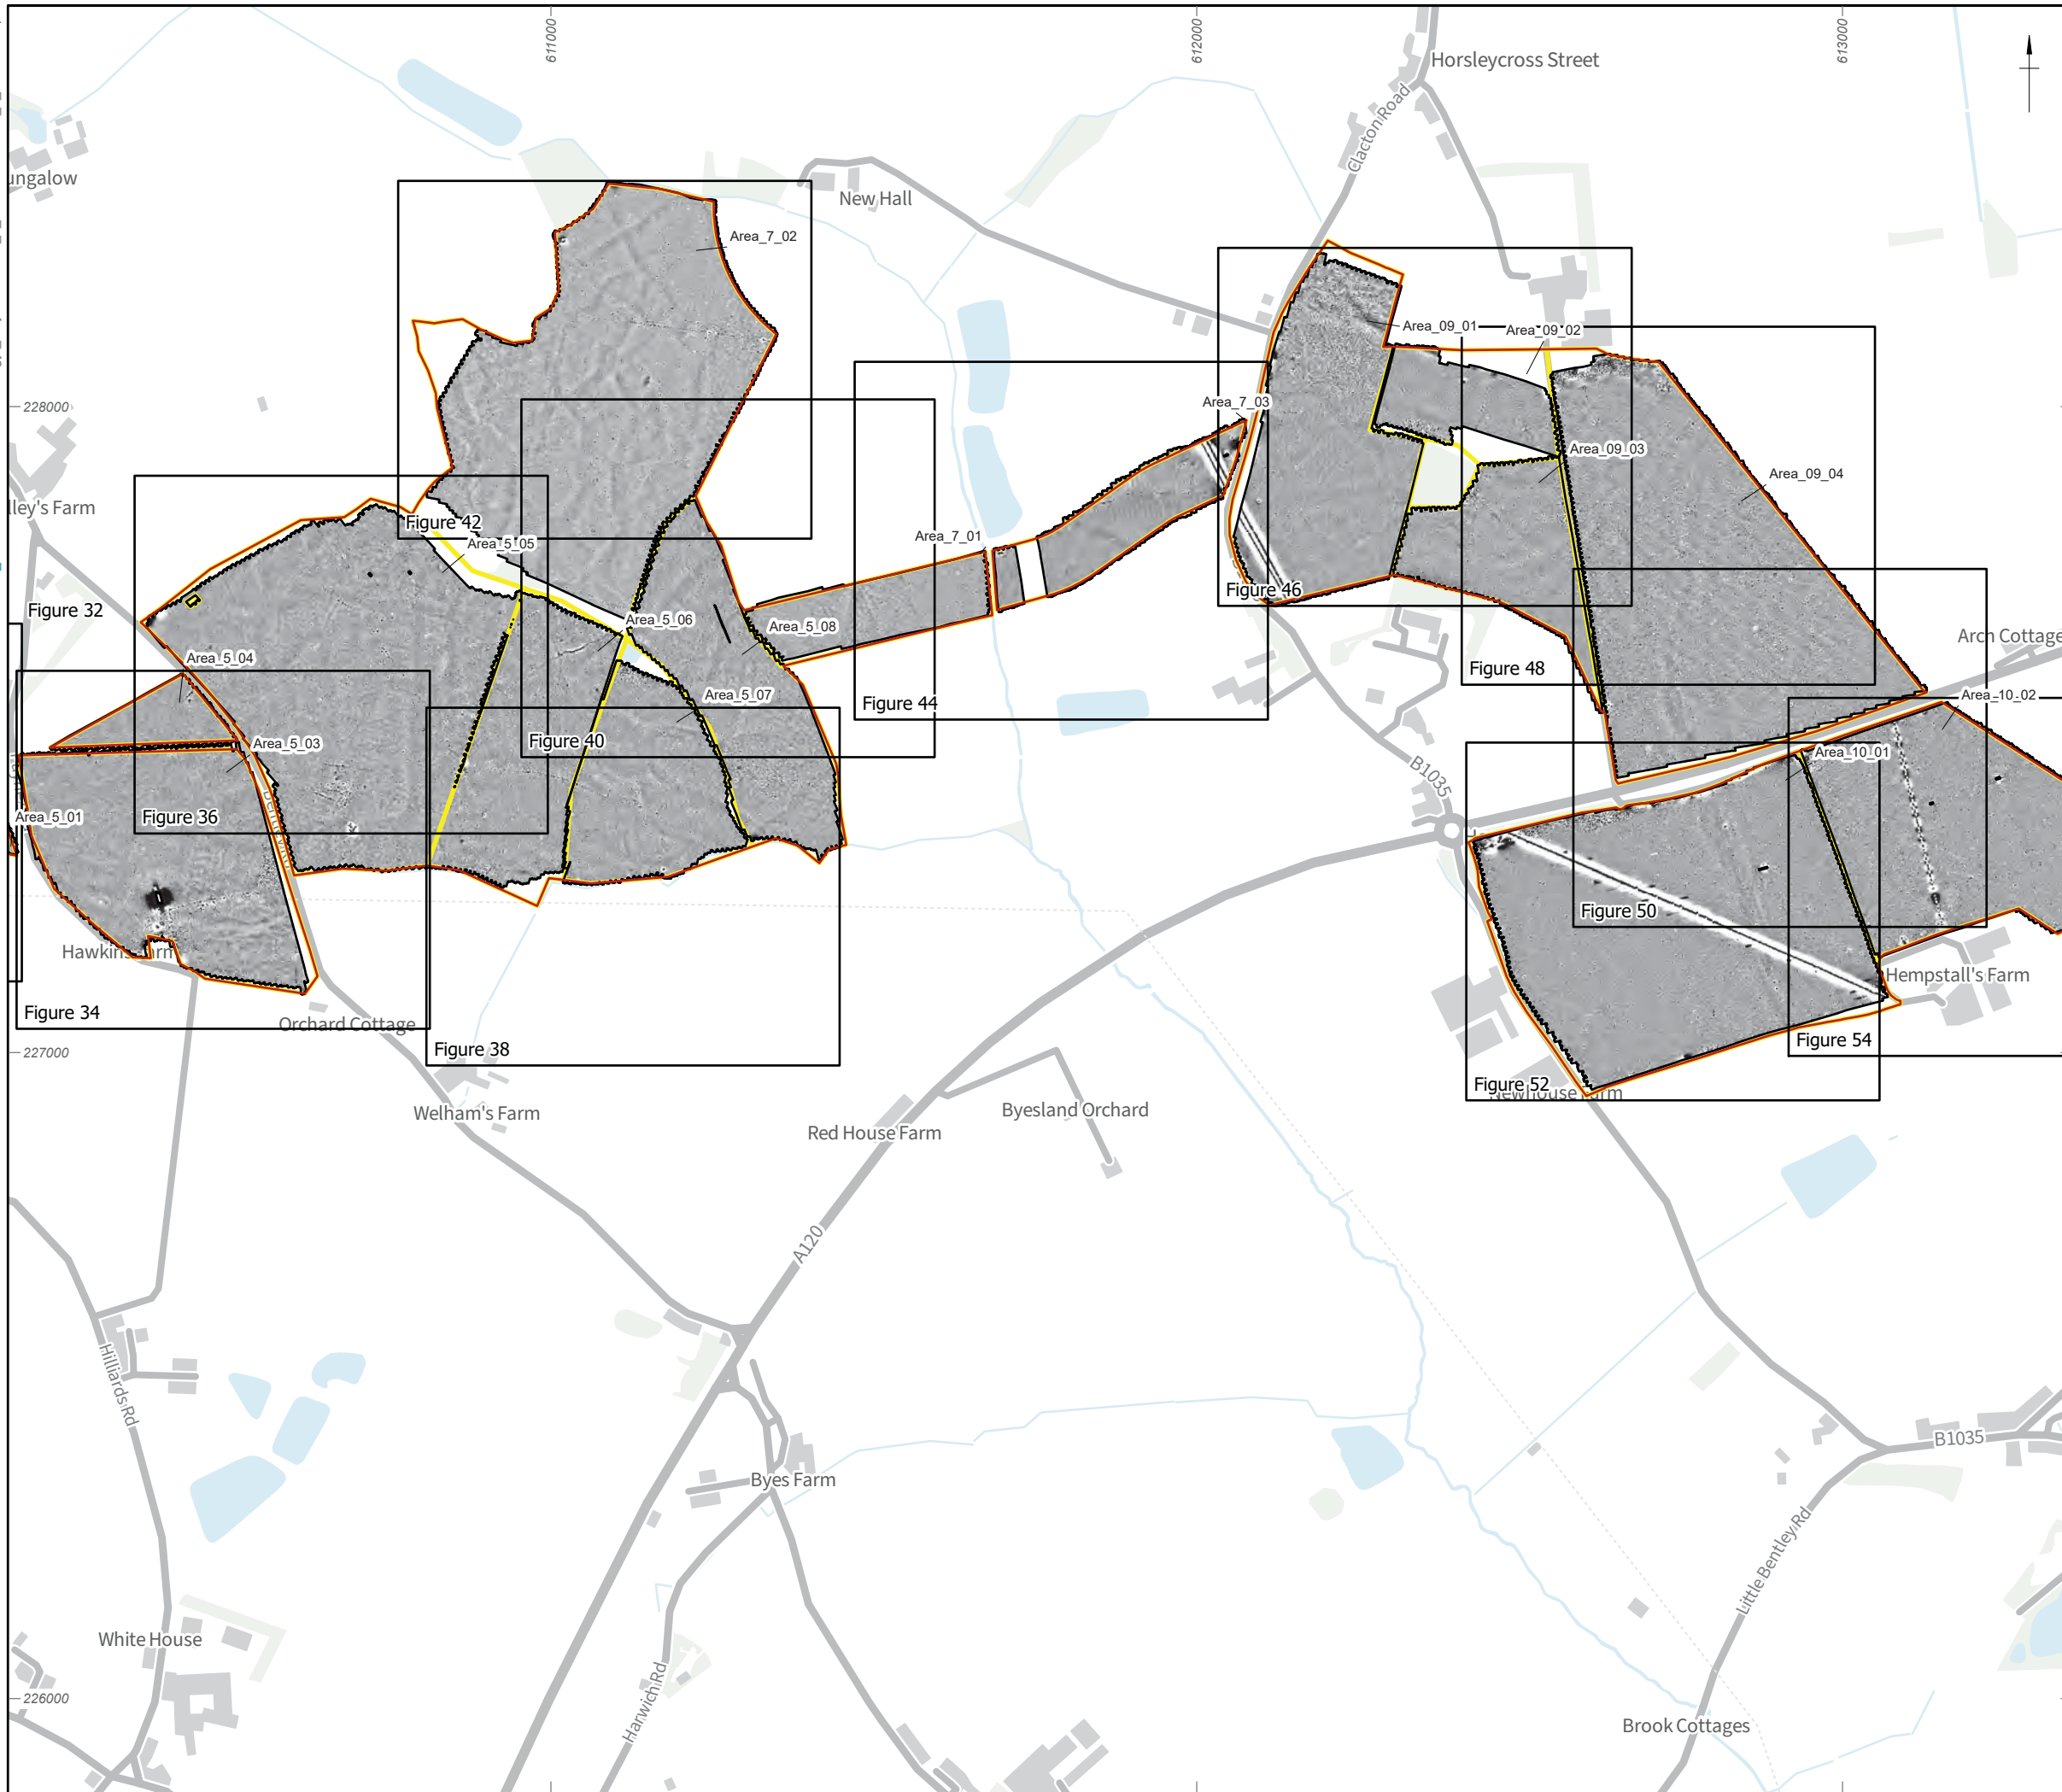 611000
612000
613000
Horsleycross Street
Clacton Road
ungalow
New Hall
Area_7_02
Area_09_01
Area_09_02
228000
Area_7_03
Area_09_03
Area_09_04
lley's Farm
Figure 42
Area_7_01
Area_5_05
Figure 46
Figure 32
Area_5_06
Area_5_08
Arch Cottage
Area_5_04
Figure 48
Area_5_07
Area_10_02
Figure 44
Area_5_03
Figure 40
Area_10_01
B1035
Area_5_01
Figure 36
Figure 50
Hawkins Farm
Hempstall's Farm
Figure 34
Orchard Cottage
Figure 54
227000
Figure 38
Figure 52
Newhouse Farm
Welham's Farm
Byesland Orchard
Red House Farm
A120
Hilliards Rd
B1035
Byes Farm
Little Bentley Rd
White House
Harwich Rd
226000
Brook Cottages